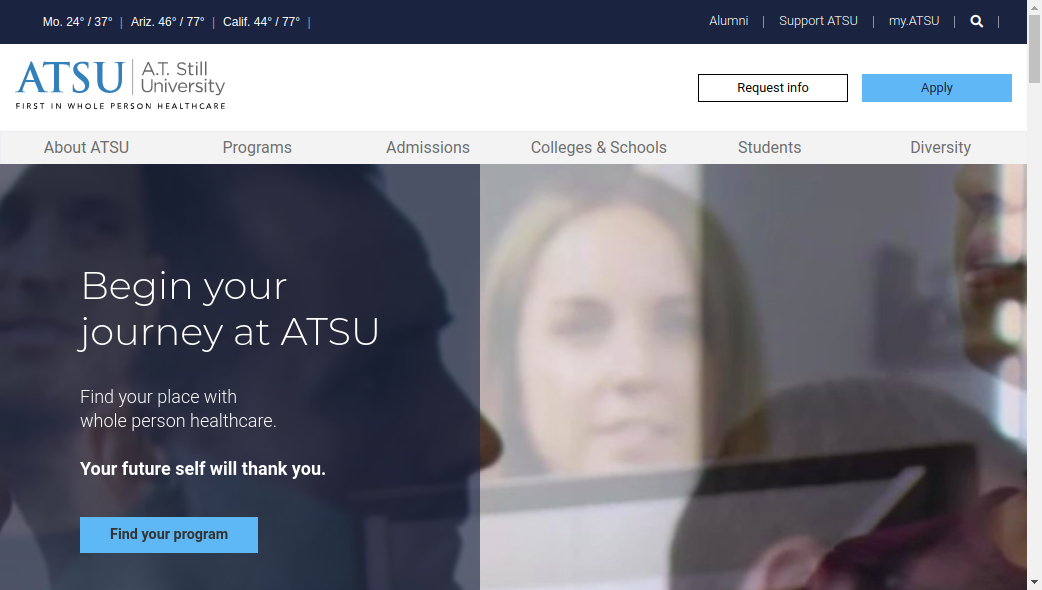 Mo. 24° / 37° | Ariz. 46° / 77° | Calif. 44° / 77° |
Alumni | Support ATSU | my.ATSU | |
ATSU A.T. Still University
FIRST IN WHOLE PERSON HEALTHCARE
Request info
Apply
About ATSU Programs Admissions Colleges & Schools Students Diversity
Begin your
journey at ATSU
Find your place with
whole person healthcare.
Your future self will thank you.
Find your program